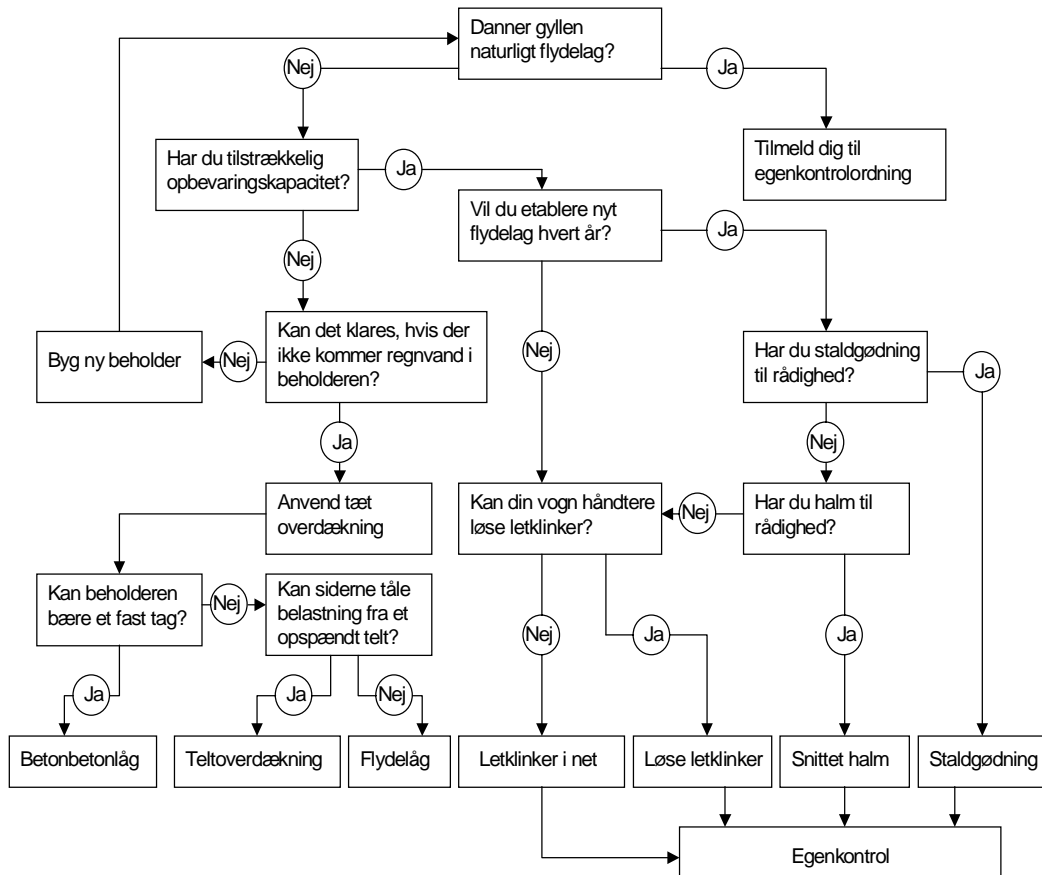 Danner gyllen
naturligt flydelag?
Nej
Ja
Har du tilstrækkelig
opbevaringskapacitet?
Ja
Tilmeld dig til
egenkontrolordning
Vil du etablere nyt
flydelag hvert år?
Ja
Nej
Byg ny beholder
Nej
Kan det klares, hvis der
ikke kommer regnvand i
beholderen?
Nej
Har du staldgødning
til rådighed?
Ja
Ja
Nej
Anvend tæt
overdækning
Kan din vogn håndtere
løse letklinker?
Nej
Har du halm til
rådighed?
Kan beholderen
bære et fast tag?
Nej
Kan siderne tåle
belastning fra et
opspændt telt?
Nej
Ja
Ja
Ja
Ja
Nej
Betonbetonlåg
Teltoverdækning
Flydelåg
Letklinker i net
Løse letklinker
Snittet halm
Staldgødning
Egenkontrol